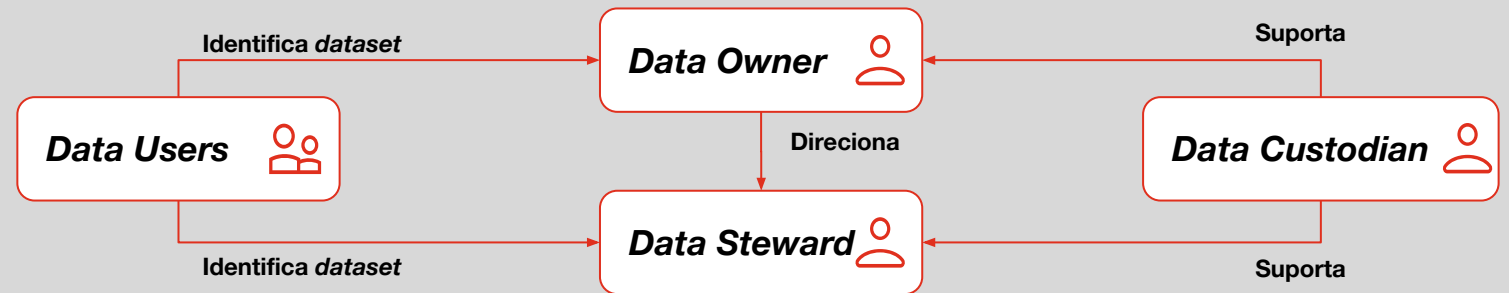 Identifica dataset
Data Owner
Suporta
Data Users
Direciona
Data Custodian
Data Steward
Identifica dataset
Suporta